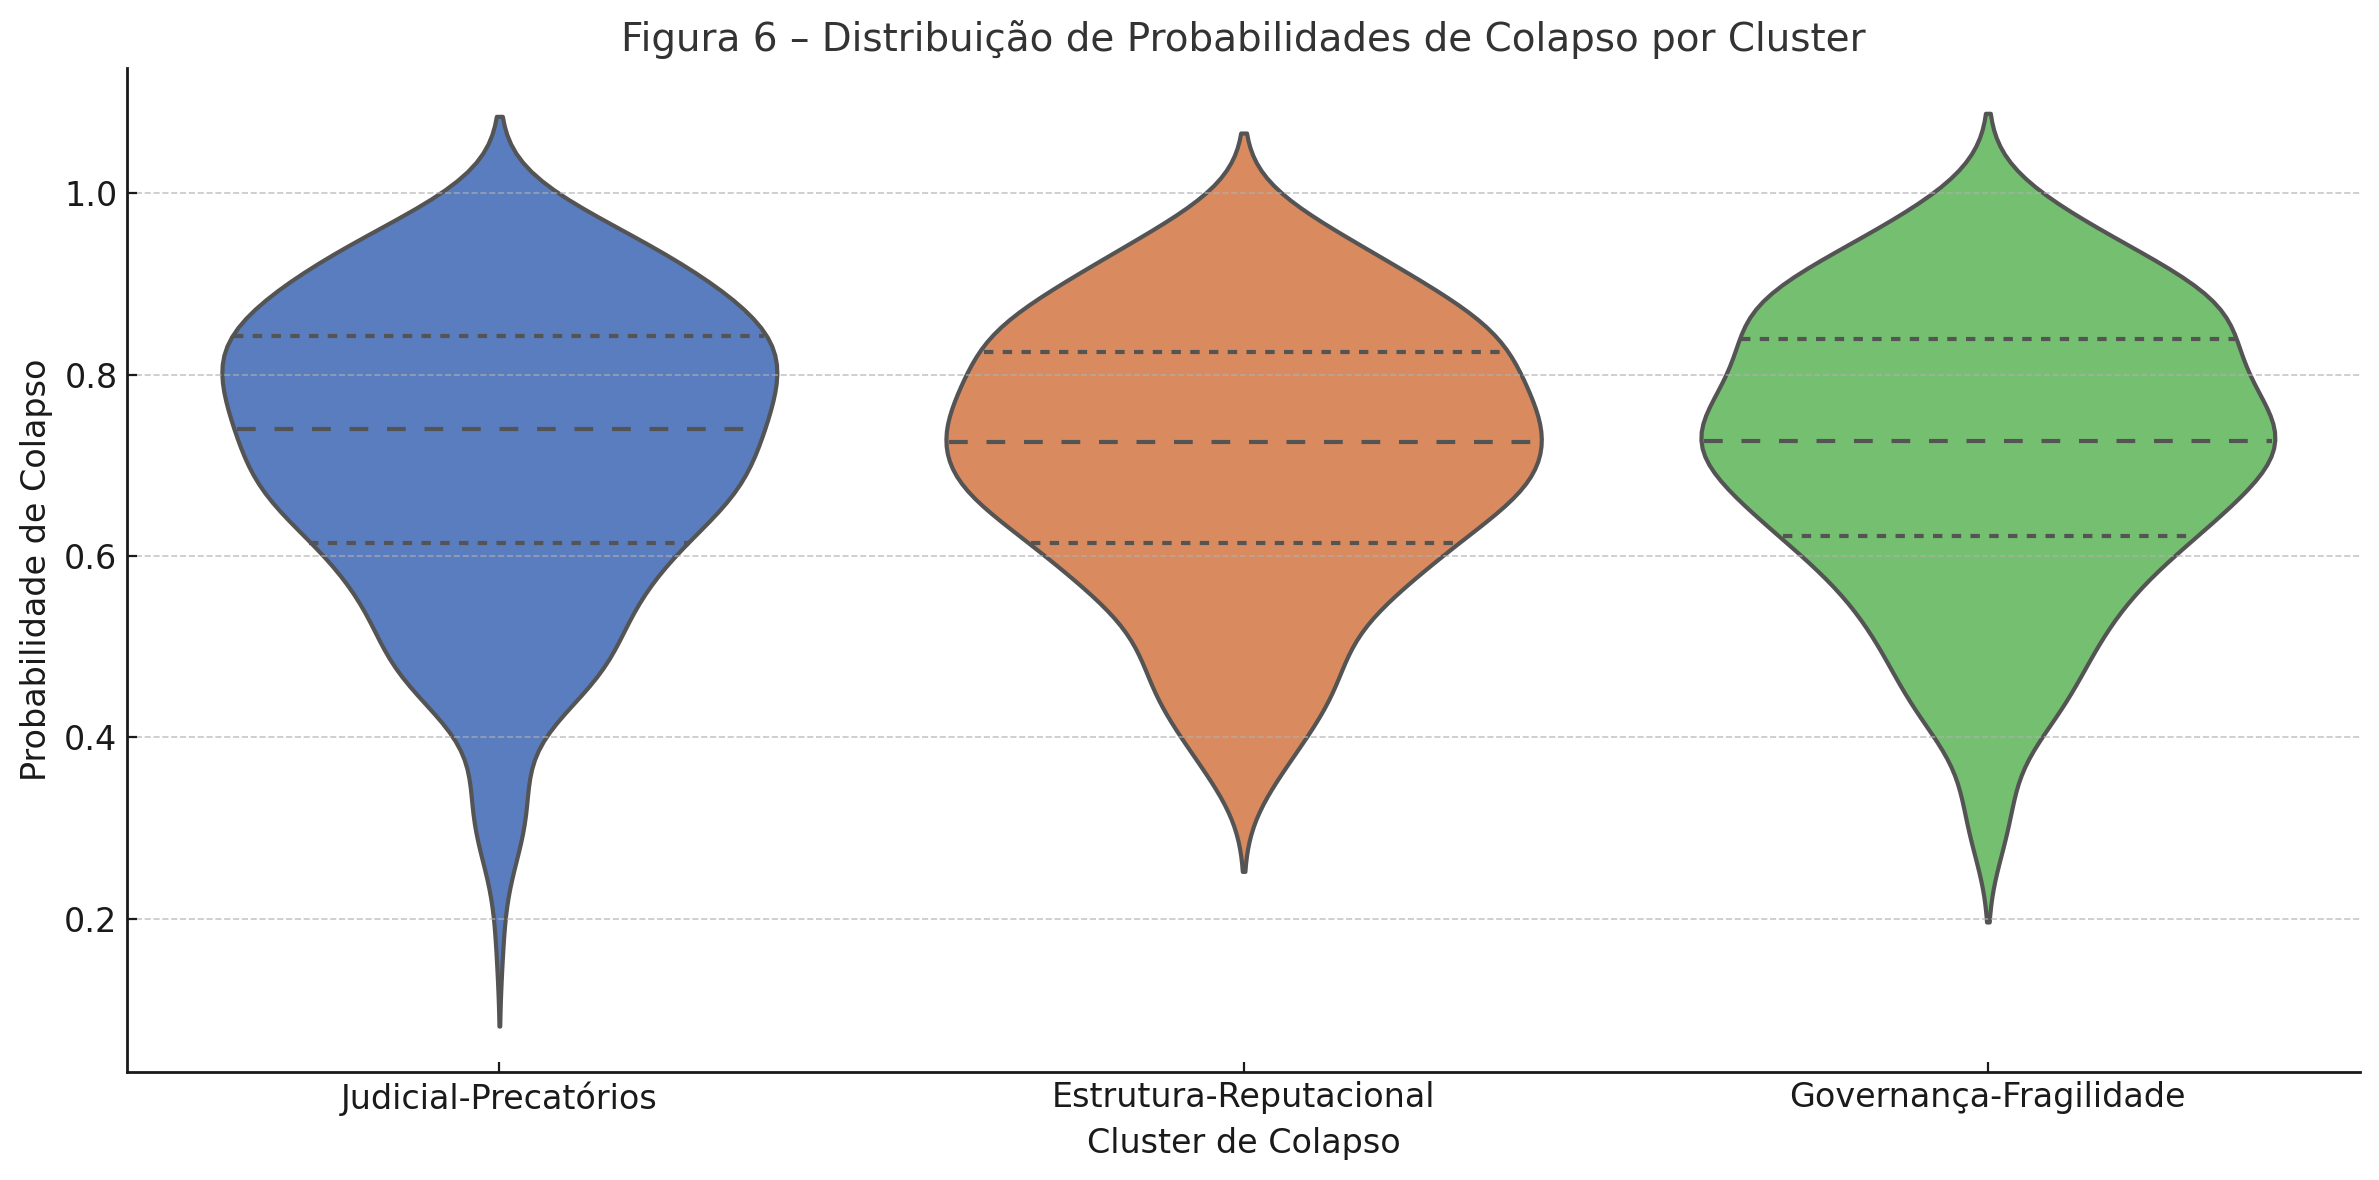 Figura 6 – Distribuição de Probabilidades de Colapso por Cluster
Probabilidade de Colapso
1.0
0.8
0.6
0.4
0.2
Judicial-Precatórios
Estrutura-Reputacional
Governança-Fragilidade
Cluster de Colapso